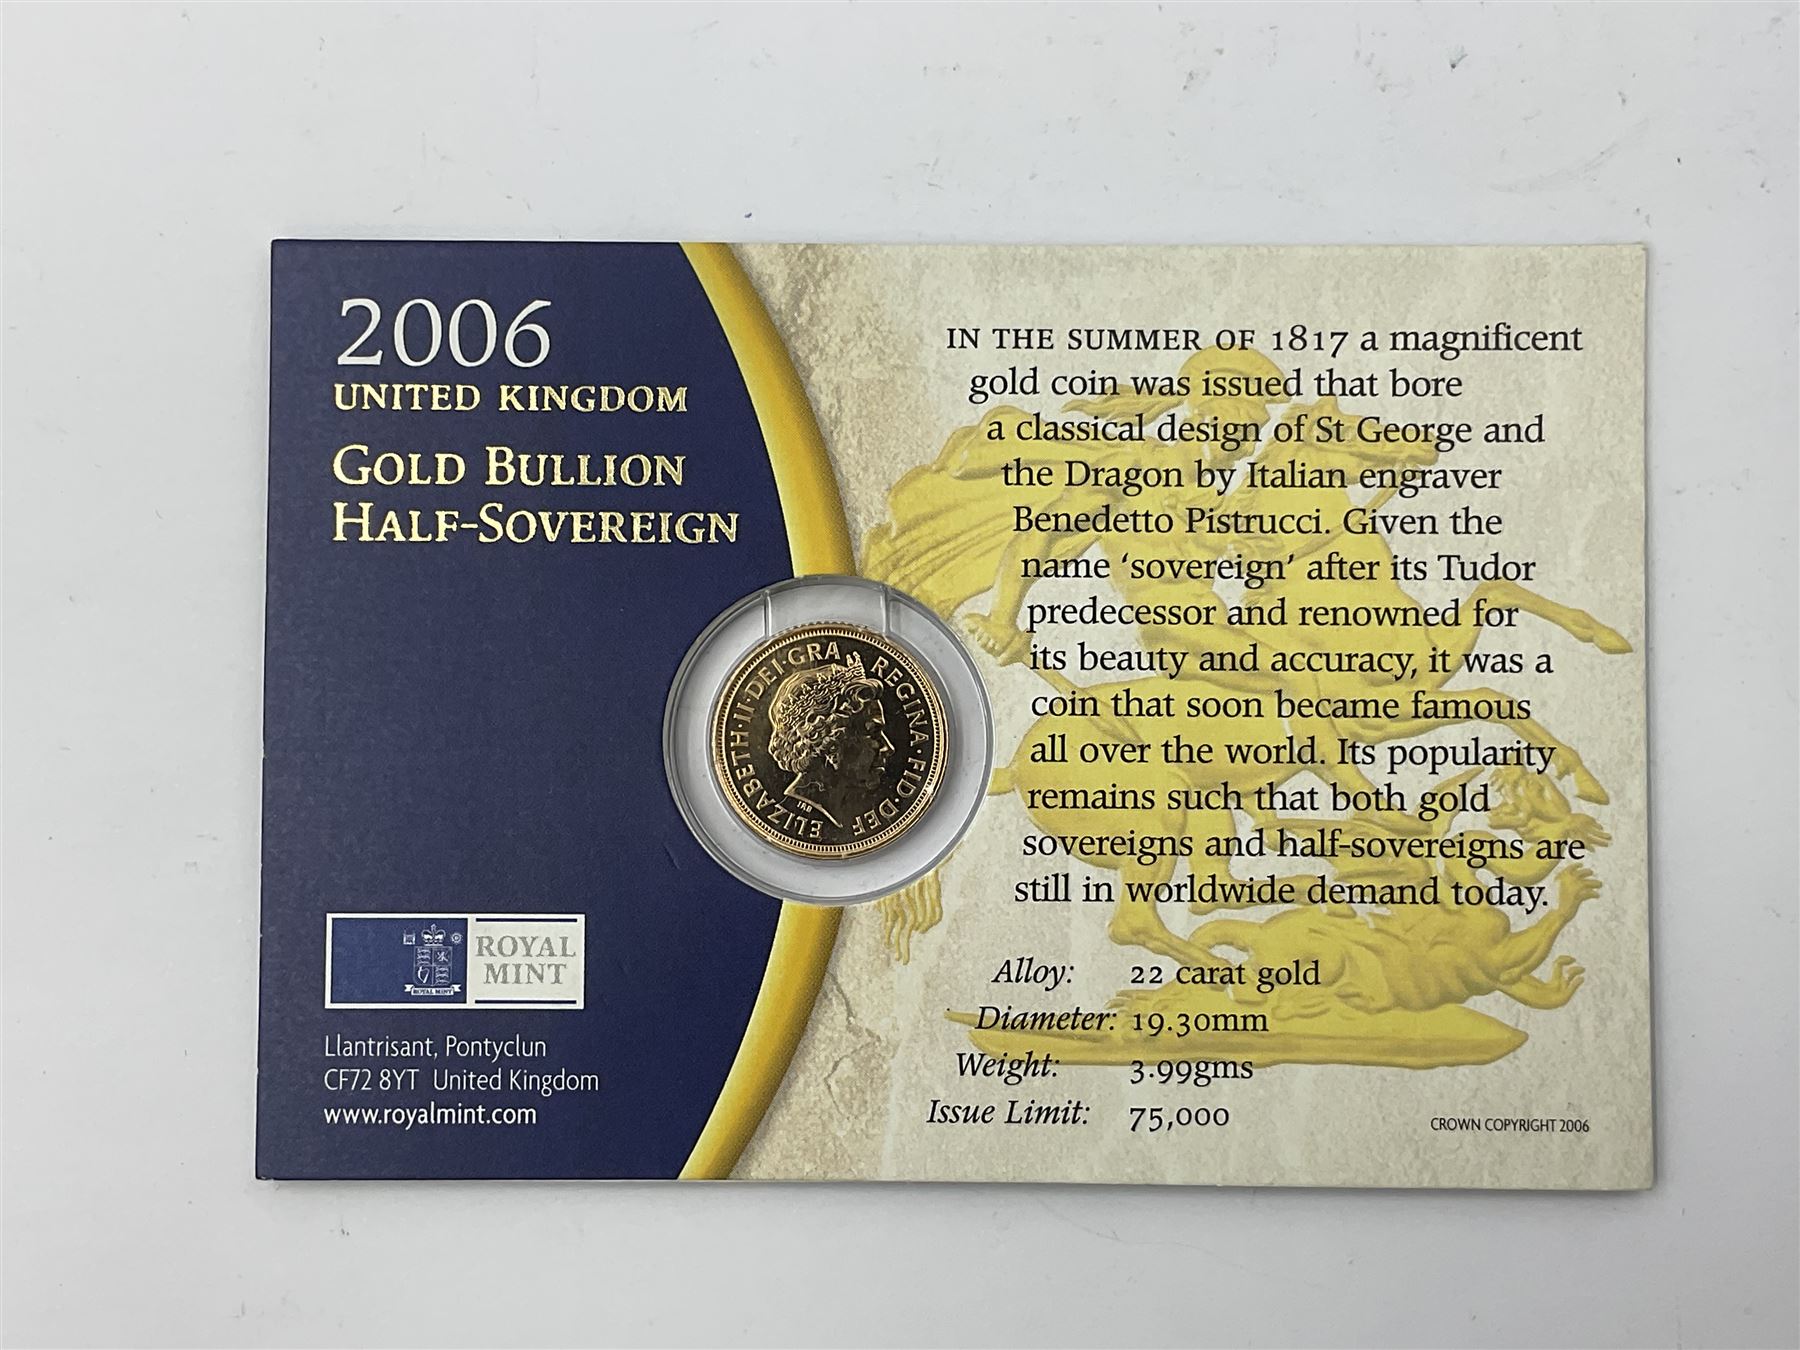 2006
UNITED KINGDOM
GOLD BULLION
HALF-SOVEREIGN
ROYAL MINT
ROYAL
MINT
Llantrisant, Pontyclun
CF72 8YT United Kingdom
www.royalmint.com
ELIZABETH·II·DEI·GRA REGINA·FID·DEF
IRB
IN THE SUMMER OF 1817 a magnificent
gold coin was issued that bore
a classical design of St George and
the Dragon by Italian engraver
Benedetto Pistrucci. Given the
name ‘sovereign’ after its Tudor
predecessor and renowned for
its beauty and accuracy, it was a
coin that soon became famous
all over the world. Its popularity
remains such that both gold
sovereigns and half-sovereigns are
still in worldwide demand today.
Alloy: 22 carat gold
Diameter: 19.30mm
Weight: 3.99gms
Issue Limit: 75,000
CROWN COPYRIGHT 2006